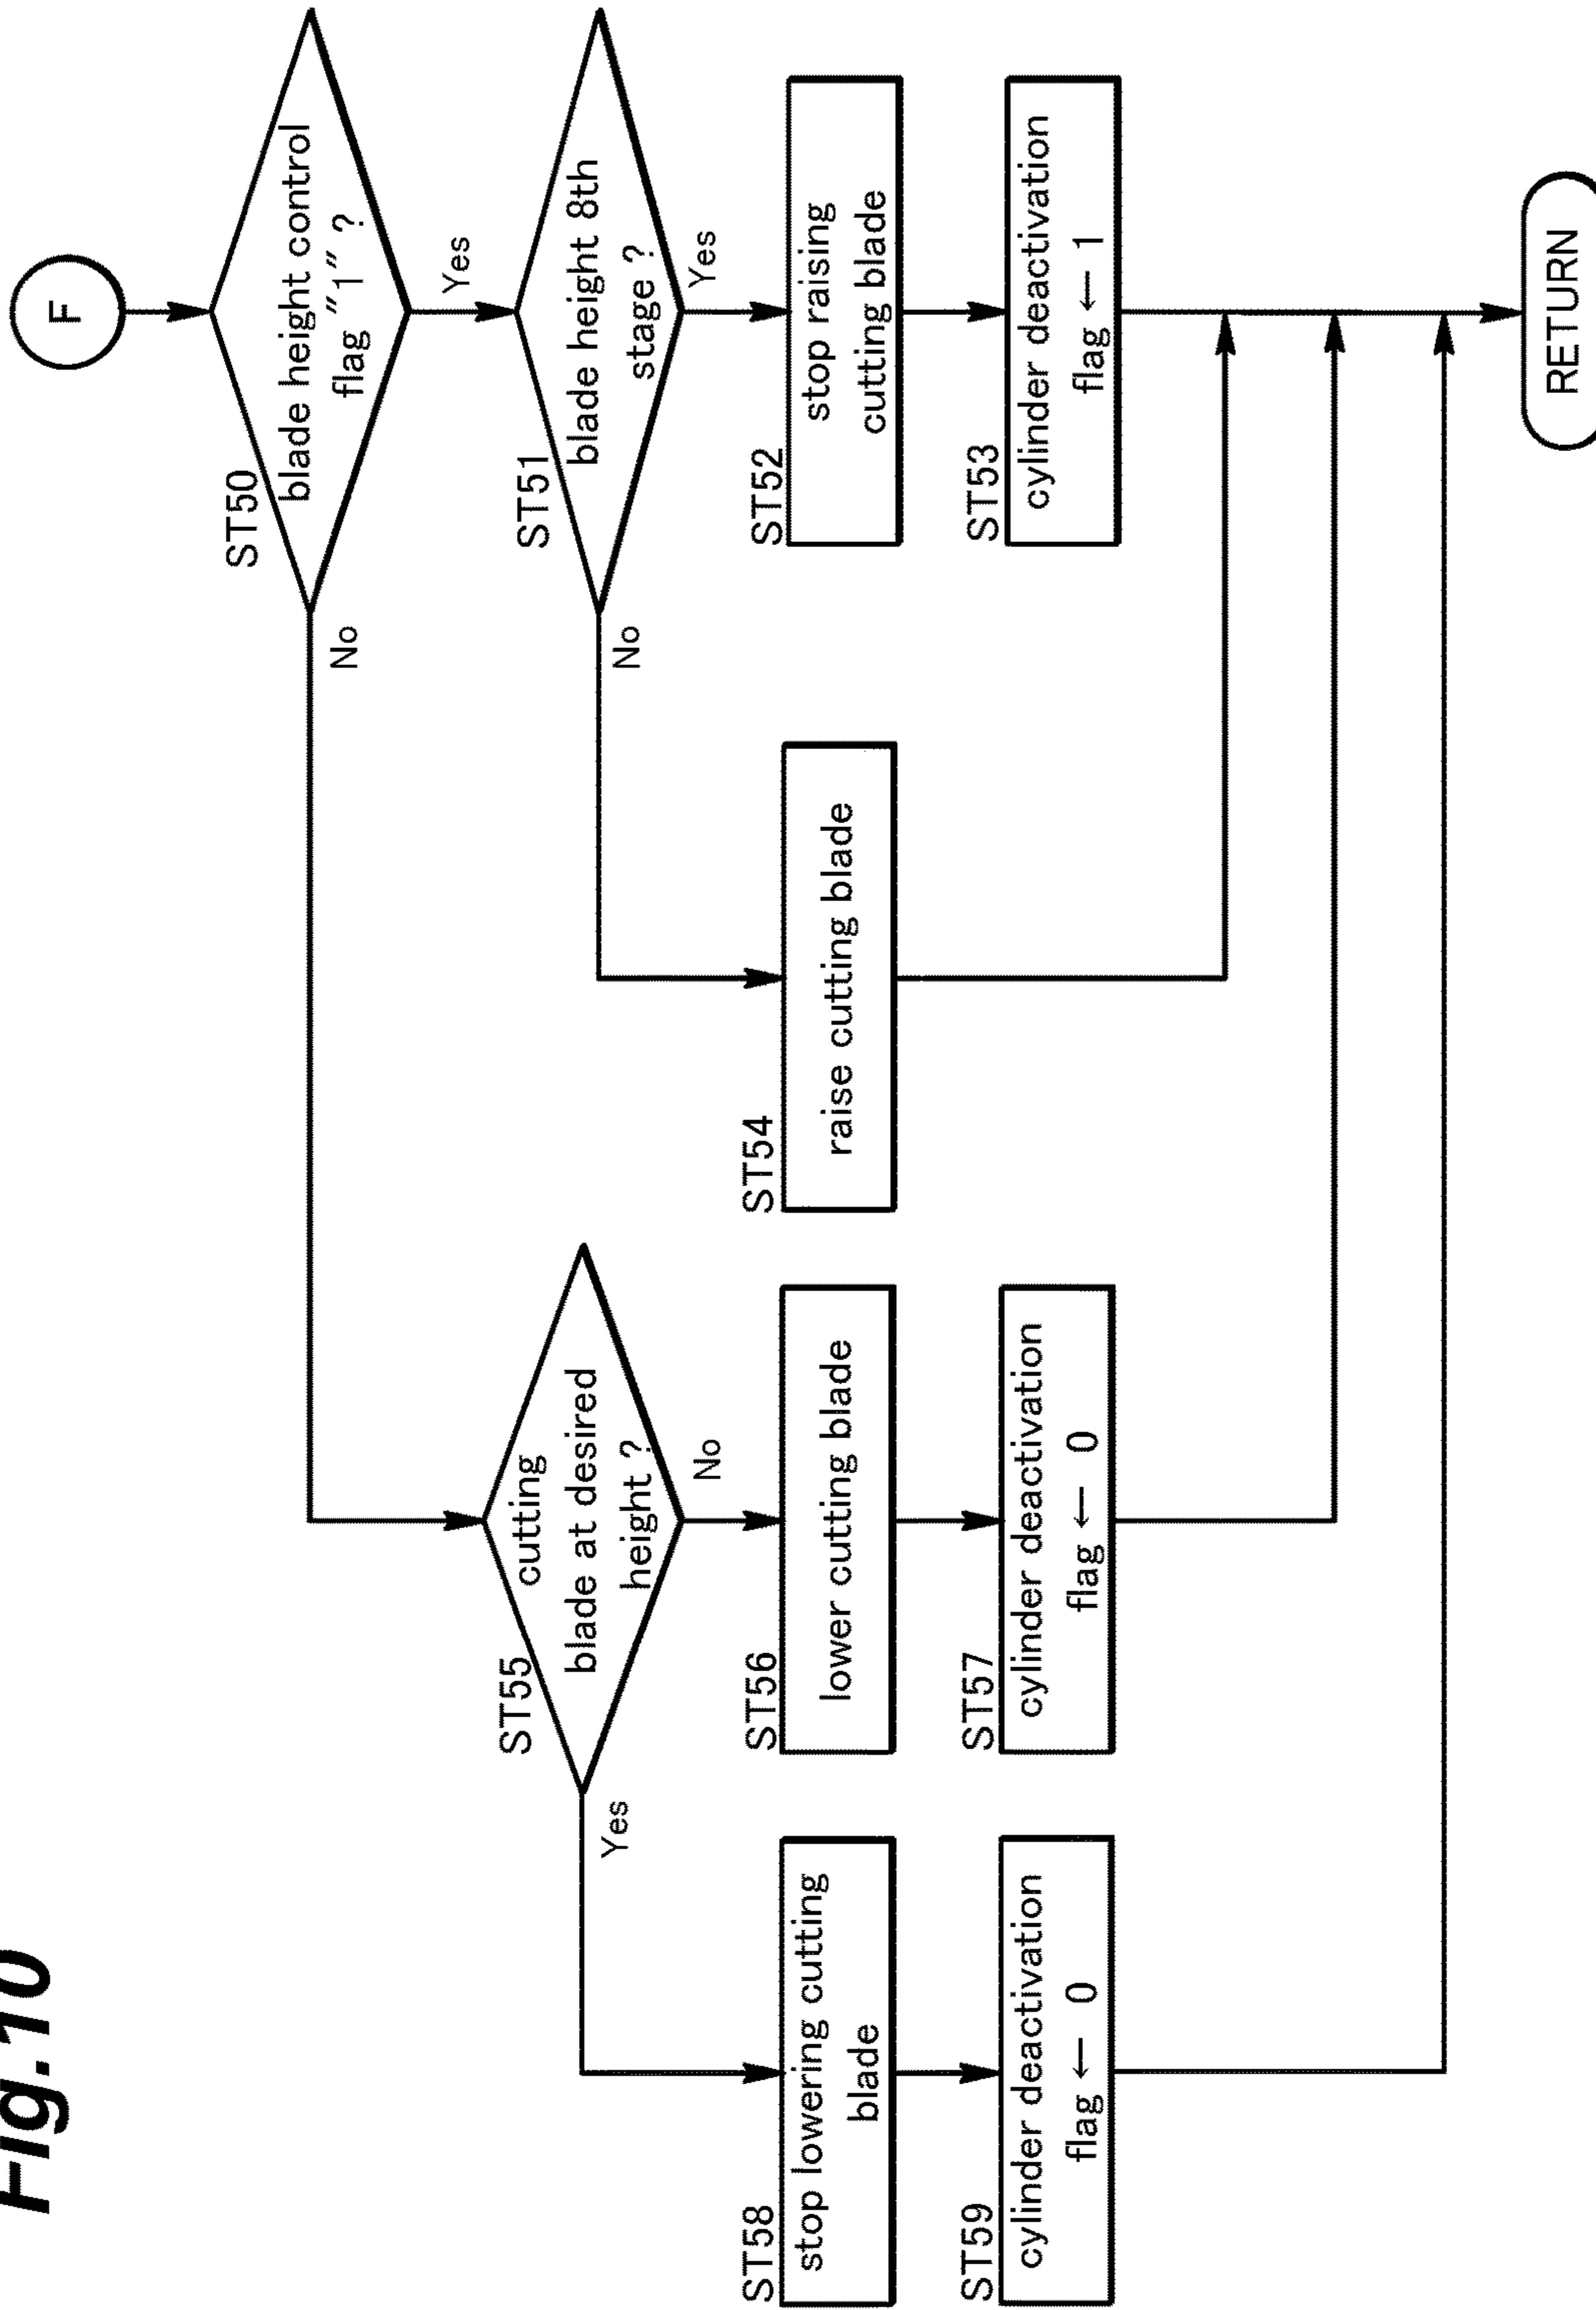 Fig.10
F
ST50
blade height control
flag "1" ?
Yes
No
ST51
blade height 8th
stage ?
Yes
No
ST52
stop raising
cutting blade
ST53
cylinder deactivation
flag ← 1
ST54
raise cutting blade
ST55
cutting
blade at desired
height ?
No
Yes
ST56
lower cutting blade
ST57
cylinder deactivation
flag ← 0
ST58
stop lowering cutting
blade
ST59
cylinder deactivation
flag ← 0
RETURN